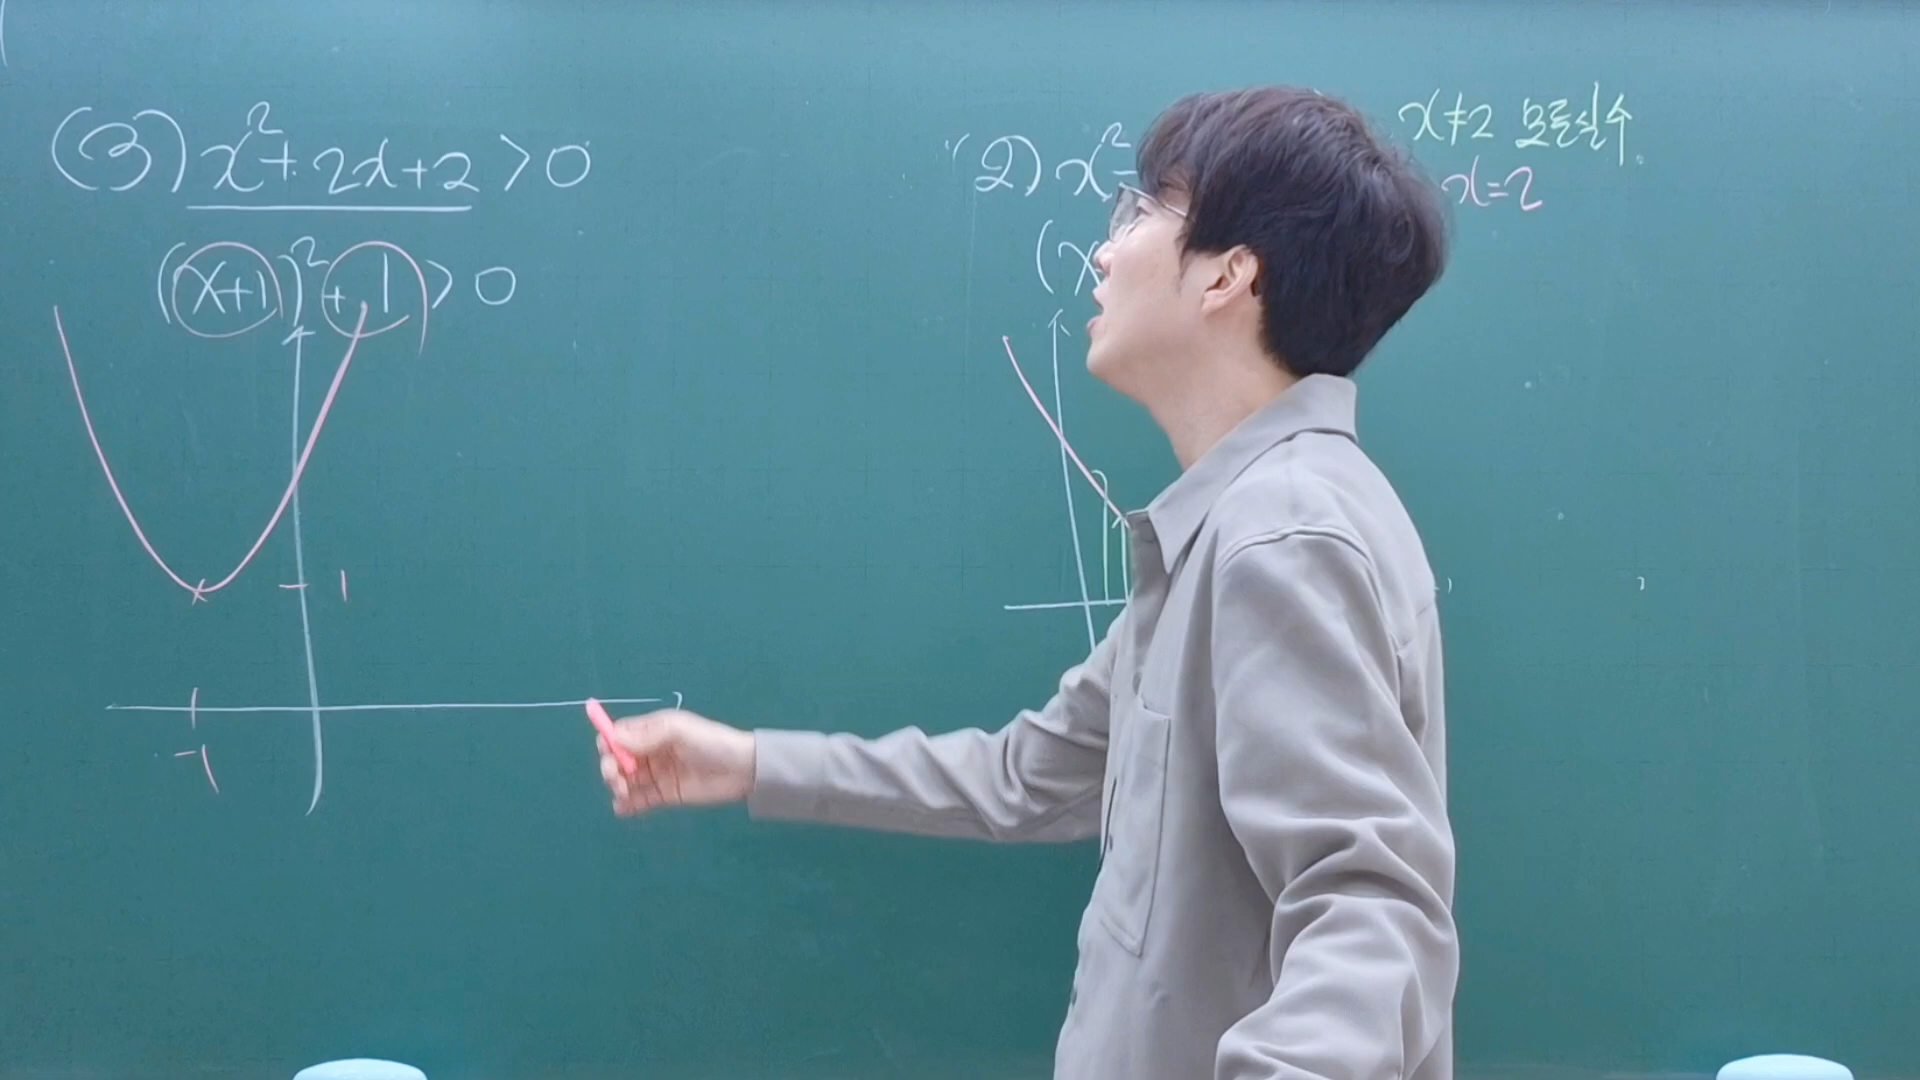 (3) x²+2x+2>0
(x+1)²+1>0
1
-1
(2) x²-
(x
x≠2 모든실수.
x=2